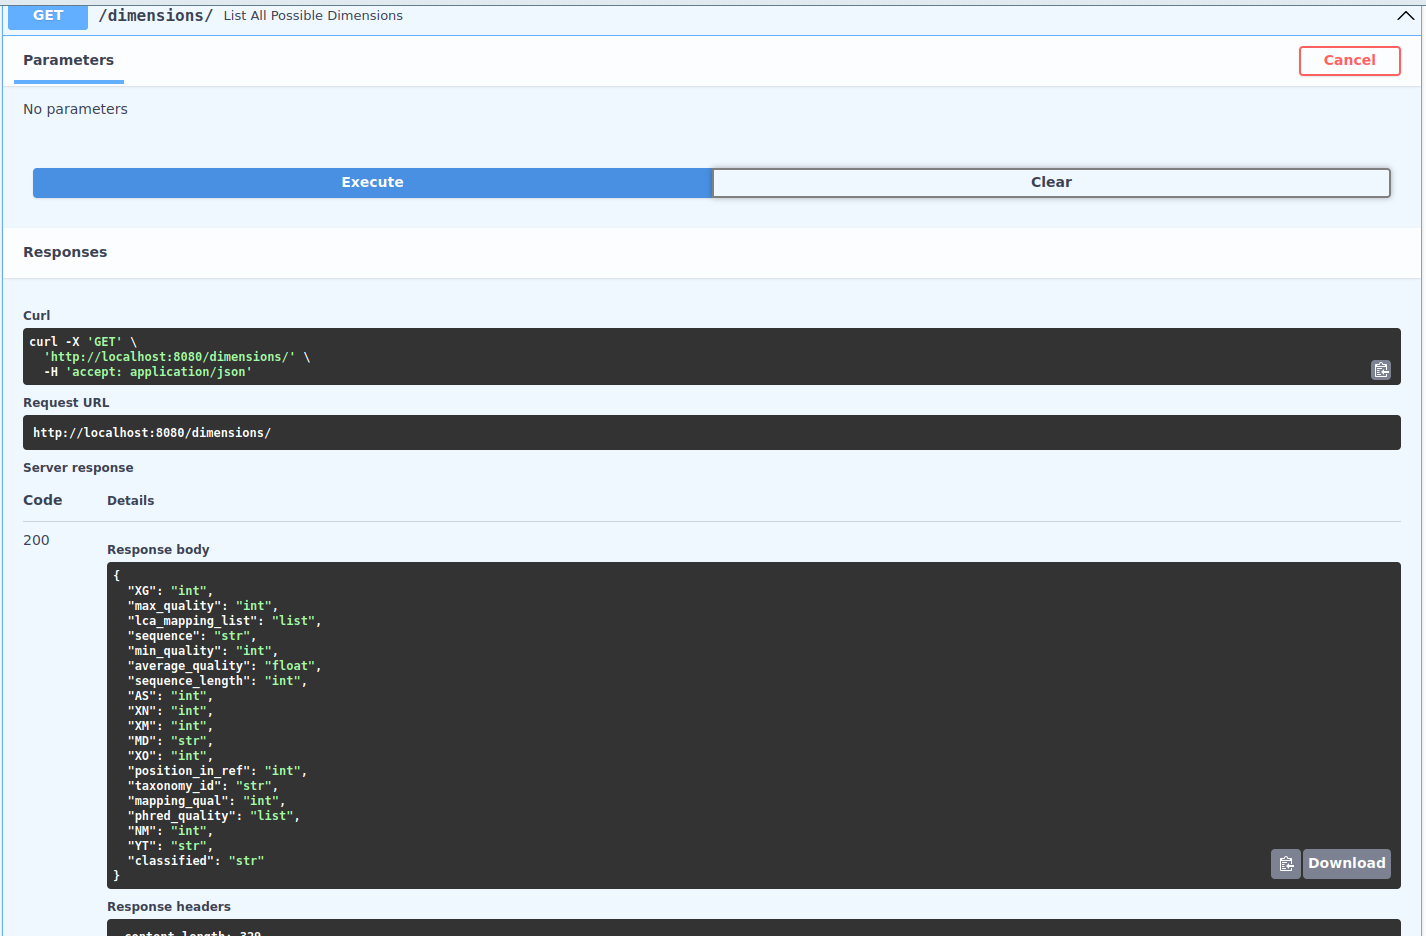 GET /dimensions/ List All Possible Dimensions
Parameters
Cancel
No parameters
Execute
Clear
Responses
Curl
curl -X 'GET' \
  'http://localhost:8080/dimensions/' \
  -H 'accept: application/json'
Request URL
http://localhost:8080/dimensions/
Server response
Code Details
200
Response body
{
  "XG": "int",
  "max_quality": "int",
  "lca_mapping_list": "list",
  "sequence": "str",
  "min_quality": "int",
  "average_quality": "float",
  "sequence_length": "int",
  "AS": "int",
  "XN": "int",
  "XM": "int",
  "MD": "str",
  "XO": "int",
  "position_in_ref": "int",
  "taxonomy_id": "str",
  "mapping_qual": "int",
  "phred_quality": "list",
  "NM": "int",
  "YT": "str",
  "classified": "str"
}
Download
Response headers
content-length: 329